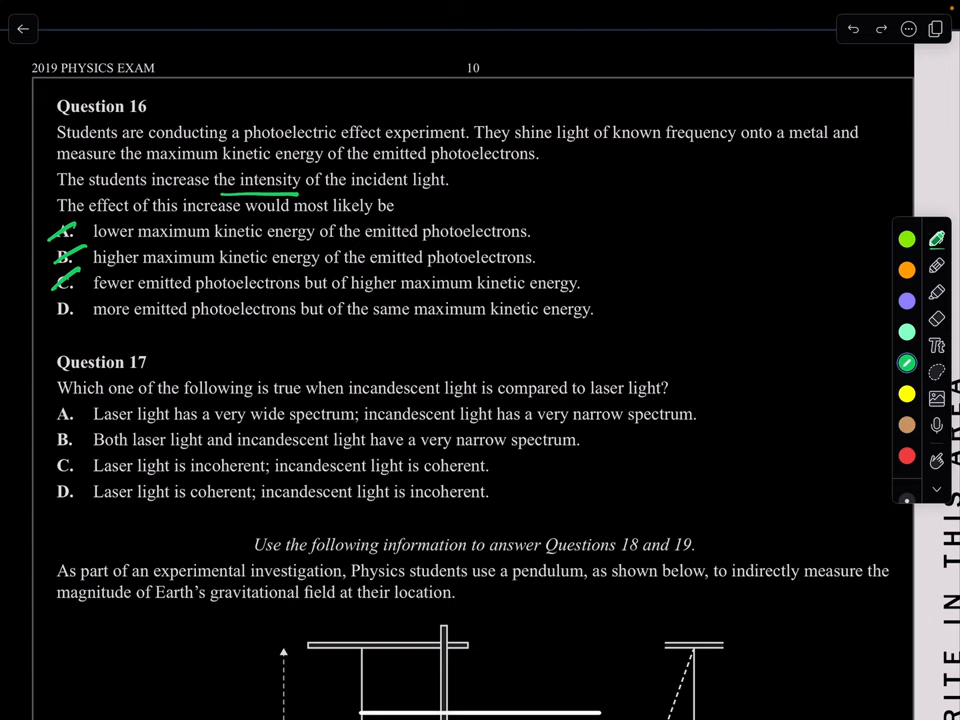 2019 PHYSICS EXAM
10
Question 16
Students are conducting a photoelectric effect experiment. They shine light of known frequency onto a metal and
measure the maximum kinetic energy of the emitted photoelectrons.
The students increase the intensity of the incident light.
The effect of this increase would most likely be
A. lower maximum kinetic energy of the emitted photoelectrons.
B. higher maximum kinetic energy of the emitted photoelectrons.
C. fewer emitted photoelectrons but of higher maximum kinetic energy.
D. more emitted photoelectrons but of the same maximum kinetic energy.
Question 17
Which one of the following is true when incandescent light is compared to laser light?
A. Laser light has a very wide spectrum; incandescent light has a very narrow spectrum.
B. Both laser light and incandescent light have a very narrow spectrum.
C. Laser light is incoherent; incandescent light is coherent.
D. Laser light is coherent; incandescent light is incoherent.
Use the following information to answer Questions 18 and 19.
As part of an experimental investigation, Physics students use a pendulum, as shown below, to indirectly measure the
magnitude of Earth's gravitational field at their location.
Tt
RITE IN THIS AREA